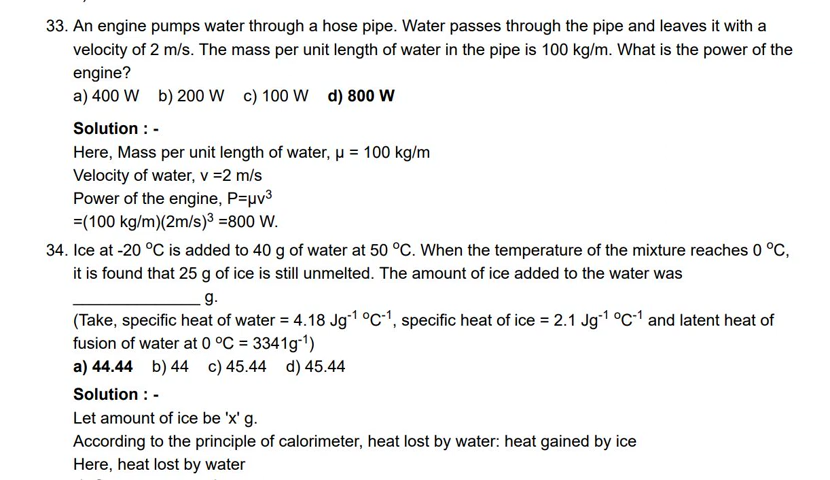 33. An engine pumps water through a hose pipe. Water passes through the pipe and leaves it with a
velocity of 2 m/s. The mass per unit length of water in the pipe is 100 kg/m. What is the power of the
engine?
a) 400 W b) 200 W c) 100 W d) 800 W
Solution : -
Here, Mass per unit length of water, μ = 100 kg/m
Velocity of water, v =2 m/s
Power of the engine, P=μv³
=(100 kg/m)(2m/s)³ =800 W.
34. Ice at -20 ⁰C is added to 40 g of water at 50 ⁰C. When the temperature of the mixture reaches 0 ⁰C,
it is found that 25 g of ice is still unmelted. The amount of ice added to the water was
_______________ g.
(Take, specific heat of water = 4.18 Jg⁻¹ ⁰C⁻¹, specific heat of ice = 2.1 Jg⁻¹ ⁰C⁻¹ and latent heat of
fusion of water at 0 ⁰C = 3341g⁻¹)
a) 44.44 b) 44 c) 45.44 d) 45.44
Solution : -
Let amount of ice be 'x' g.
According to the principle of calorimeter, heat lost by water: heat gained by ice
Here, heat lost by water